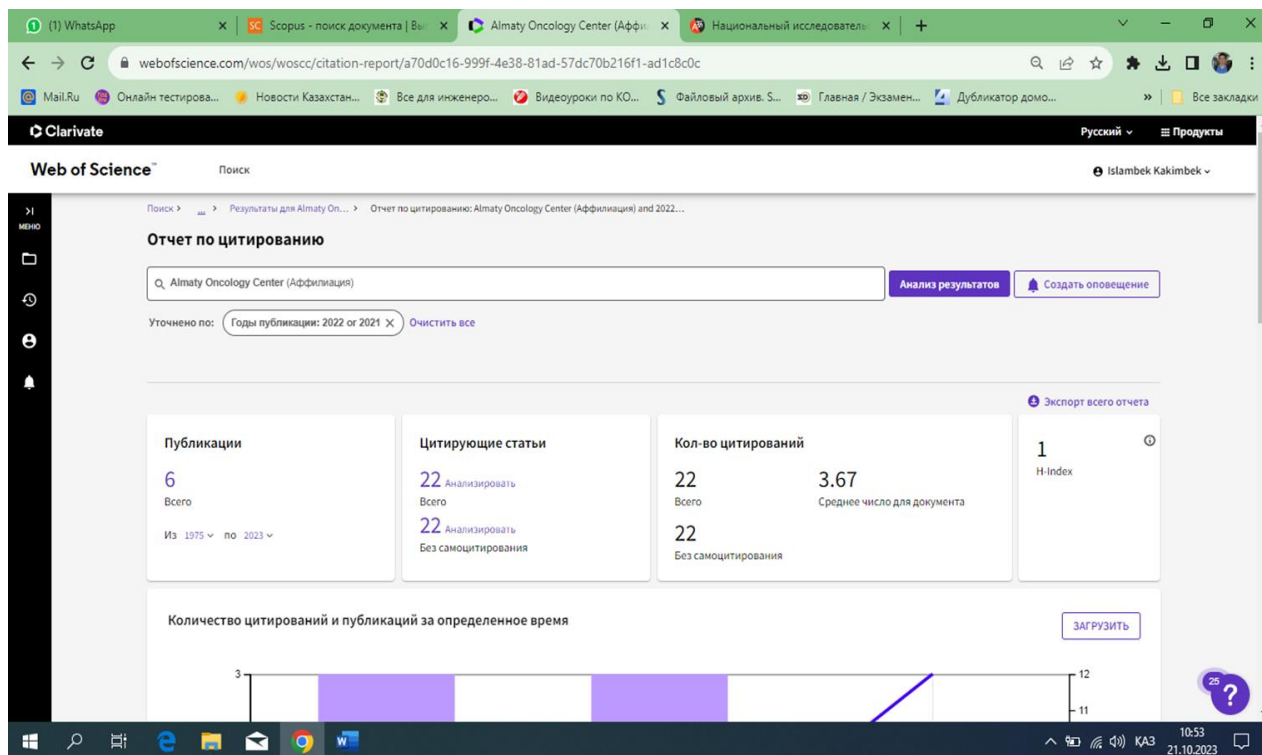 (1) WhatsApp
Scopus - поиск документа | Вы
Almaty Oncology Center (Аффи
Национальный исследователь
webofscience.com/wos/woscc/citation-report/a70d0c16-999f-4e38-81ad-57dc70b216f1-ad1c8c0c
Mail.Ru
Онлайн тестирова...
Новости Казахстан...
Все для инженеро...
Видеоуроки по КО...
Файловый архив. S...
Главная / Экзамен...
Дубликатор домо...
»
Все закладки
Clarivate
Русский
Продукты
Web of Science™
Поиск
Islambek Kakimbek
МЕНЮ
Поиск > ... > Результаты для Almaty On... > Отчет по цитированию: Almaty Oncology Center (Аффилиация) and 2022...
Отчет по цитированию
Almaty Oncology Center (Аффилиация)
Анализ результатов
Создать оповещение
Уточнено по: Годы публикации: 2022 or 2021 Очистить все
Экспорт всего отчета
Публикации
6
Всего
Из 1975 по 2023
Цитирующие статьи
22 Анализировать
Всего
22 Анализировать
Без самоцитирования
Кол-во цитирований
22
Всего
3.67
Среднее число для документа
22
Без самоцитирования
1
H-Index
Количество цитирований и публикаций за определенное время
ЗАГРУЗИТЬ
3
12
11
25
?
КАЗ
10:53
21.10.2023